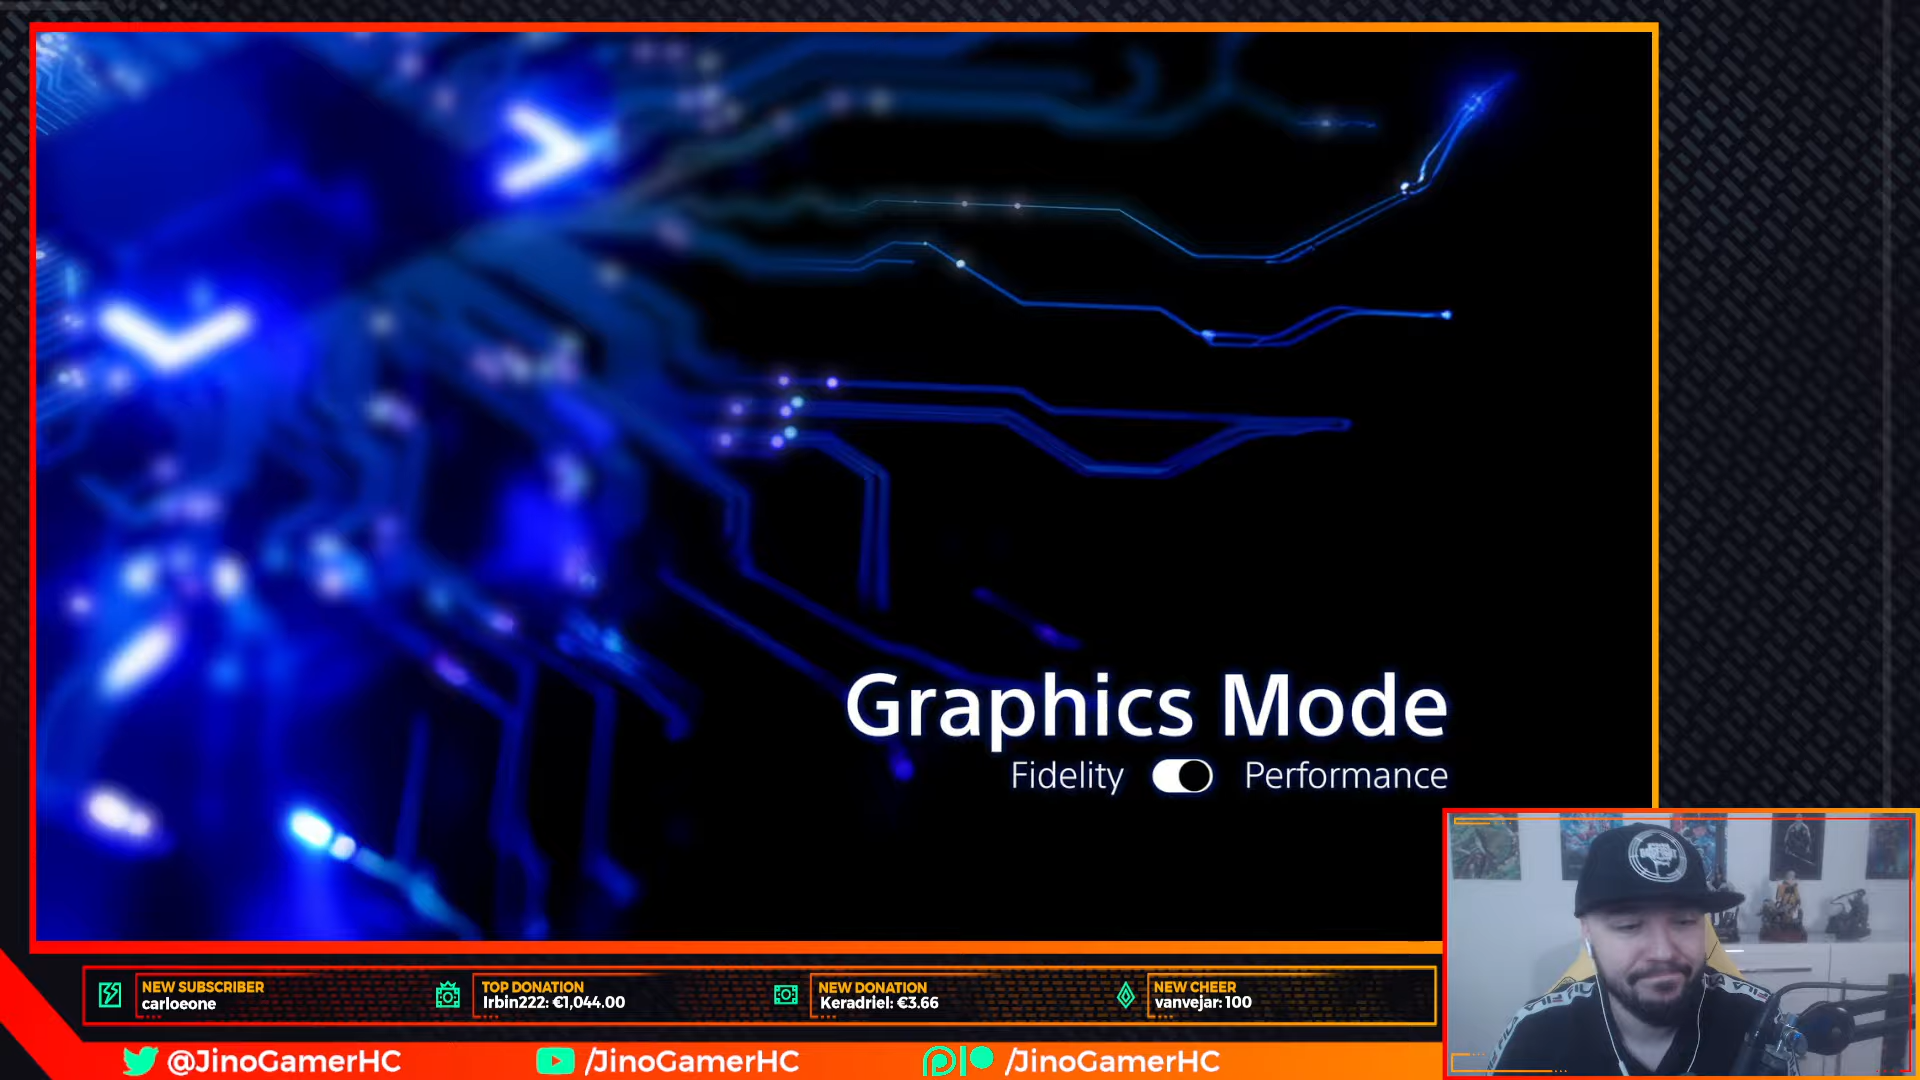 Graphics Mode
Fidelity Performance
NEW SUBSCRIBER
carloeone
TOP DONATION
Irbin222: €1,044.00
NEW DONATION
Keradriel: €3.66
NEW CHEER
vanvejar: 100
@JinoGamerHC
/JinoGamerHC
/JinoGamerHC
FILA